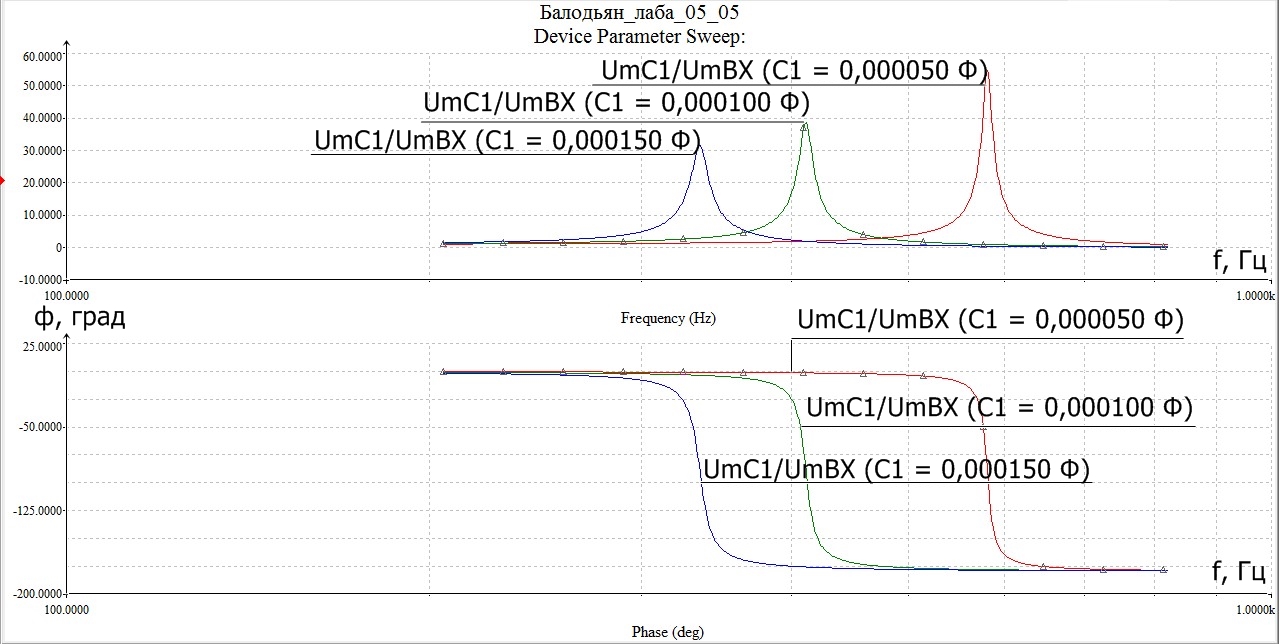 Балодьян_лаба_05_05
Device Parameter Sweep:
60.0000
UmC1/UmBX (C1 = 0,000050 Ф)
50.0000
UmC1/UmBX (C1 = 0,000100 Ф)
40.0000
UmC1/UmBX (C1 = 0,000150 Ф)
30.0000
20.0000
10.0000
0
f, Гц
-10.0000
100.0000
1.0000k
ф, град
Frequency (Hz)
UmC1/UmBX (C1 = 0,000050 Ф)
25.0000
UmC1/UmBX (C1 = 0,000100 Ф)
-50.0000
UmC1/UmBX (C1 = 0,000150 Ф)
-125.0000
f, Гц
-200.0000
100.0000
1.0000k
Phase (deg)